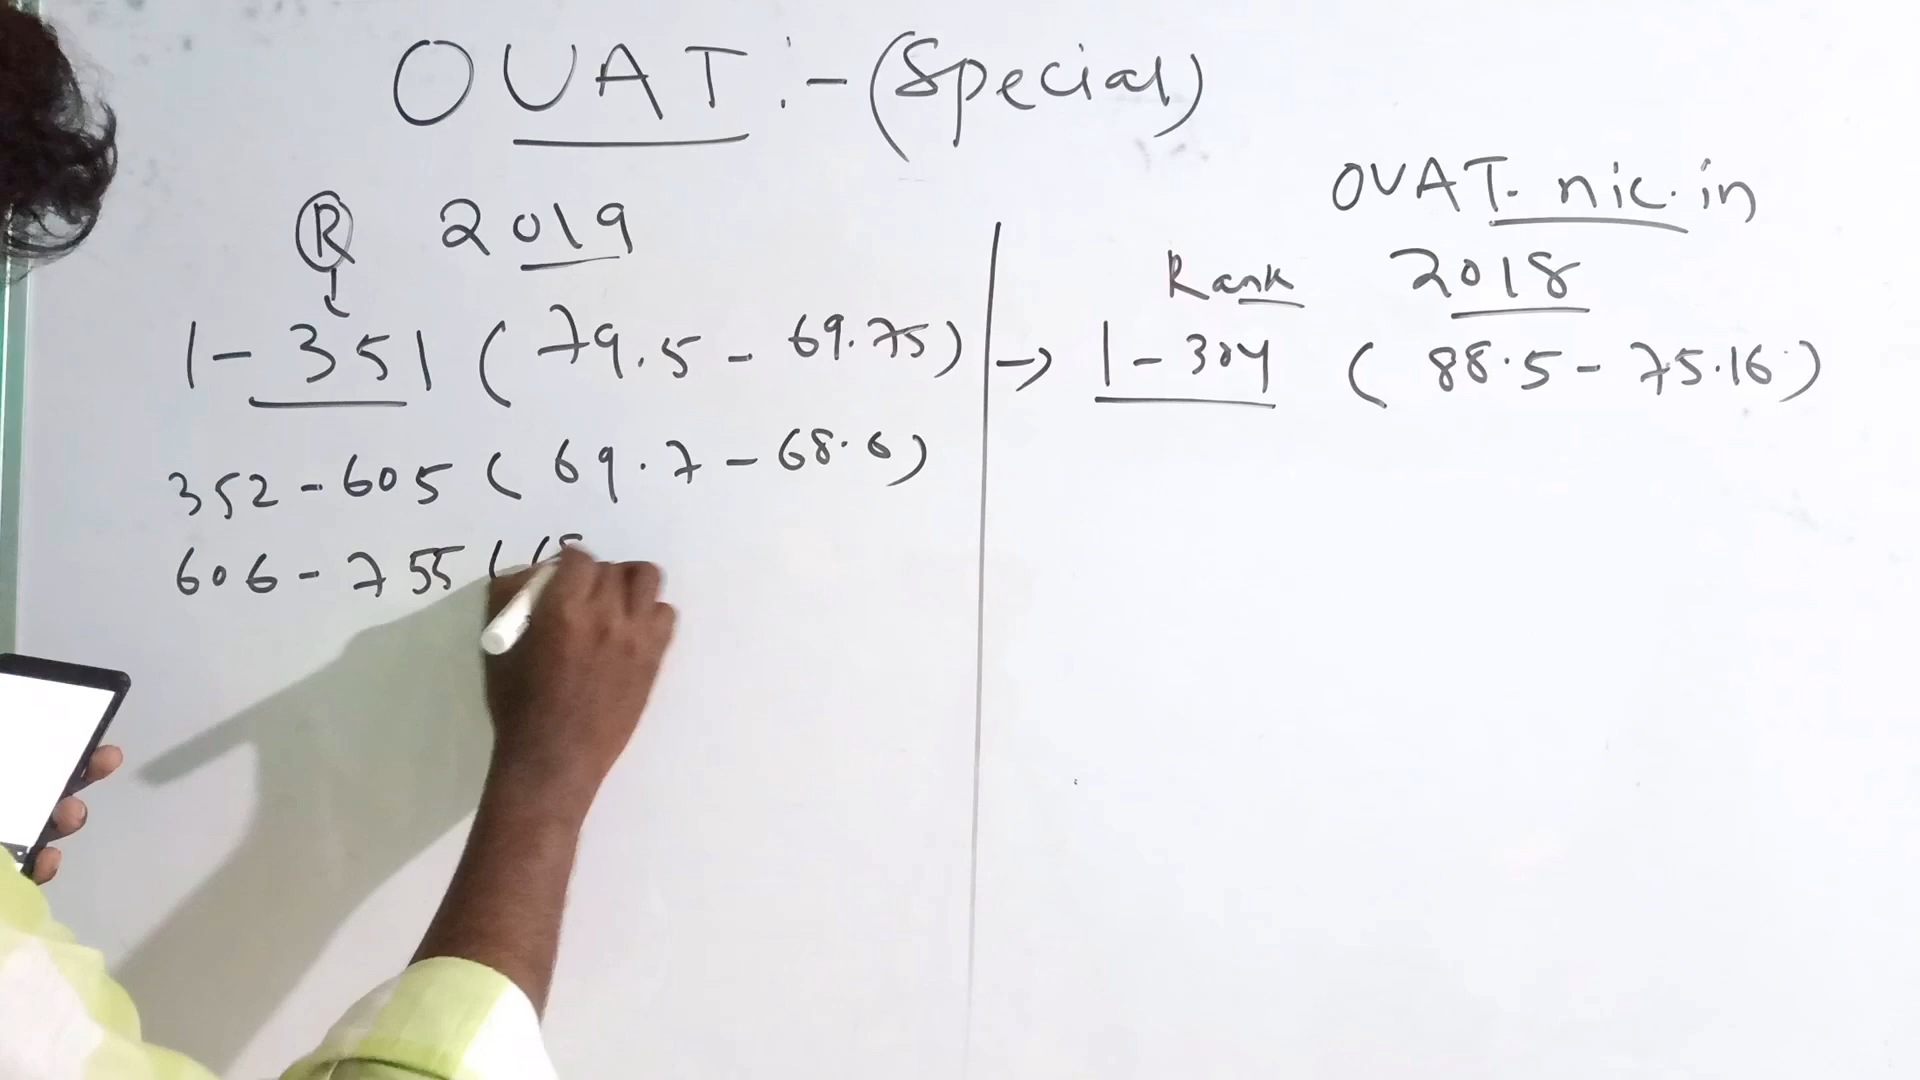 OUAT :- (Special)
OUAT. nic. in
R 2019
1 - 351 ( 79.5 - 69.75 )
352 - 605 ( 69.7 - 68.6 )
606 - 755 ( 68
Rank 2018
→ 1 - 304 ( 88.5 - 75.16 )